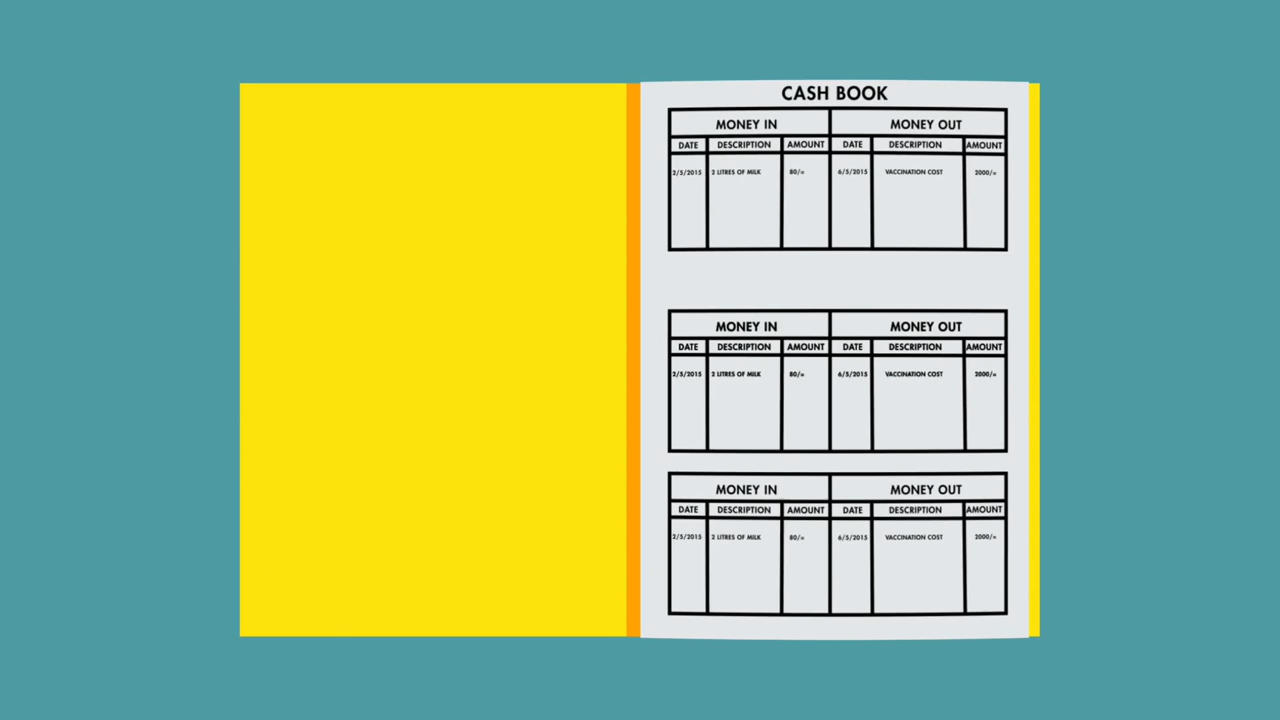 CASH BOOK
MONEY IN MONEY OUT
DATE DESCRIPTION AMOUNT DATE DESCRIPTION AMOUNT
2/5/2015 2 LITRES OF MILK 80/= 6/5/2015 VACCINATION COST 2000/=
MONEY IN MONEY OUT
DATE DESCRIPTION AMOUNT DATE DESCRIPTION AMOUNT
2/5/2015 2 LITRES OF MILK 80/= 6/5/2015 VACCINATION COST 2000/=
MONEY IN MONEY OUT
DATE DESCRIPTION AMOUNT DATE DESCRIPTION AMOUNT
2/5/2015 2 LITRES OF MILK 80/= 6/5/2015 VACCINATION COST 2000/=